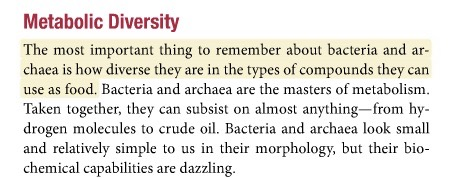 Metabolic Diversity
The most important thing to remember about bacteria and ar-
chaea is how diverse they are in the types of compounds they can
use as food. Bacteria and archaea are the masters of metabolism.
Taken together, they can subsist on almost anything—from hy-
drogen molecules to crude oil. Bacteria and archaea look small
and relatively simple to us in their morphology, but their bio-
chemical capabilities are dazzling.